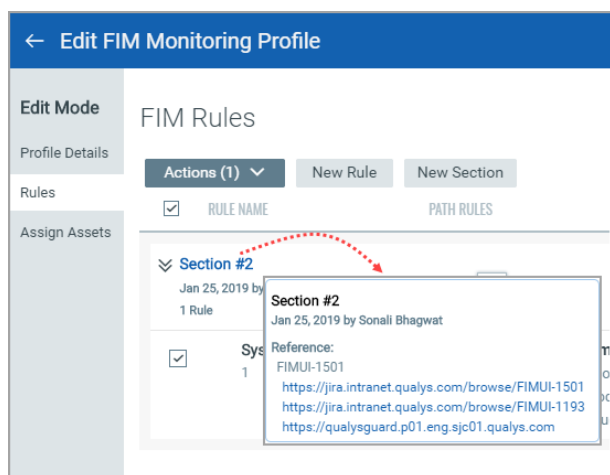 ← Edit FIM Monitoring Profile
Edit Mode
Profile Details
Rules
Assign Assets
FIM Rules
Actions (1)
New Rule
New Section
RULE NAME
PATH RULES
Section #2
Jan 25, 2019 by
1 Rule
Sys
1
Section #2
Jan 25, 2019 by Sonali Bhagwat
Reference:
FIMUI-1501
https://jira.intranet.qualys.com/browse/FIMUI-1501
https://jira.intranet.qualys.com/browse/FIMUI-1193
https://qualysguard.p01.eng.sjc01.qualys.com